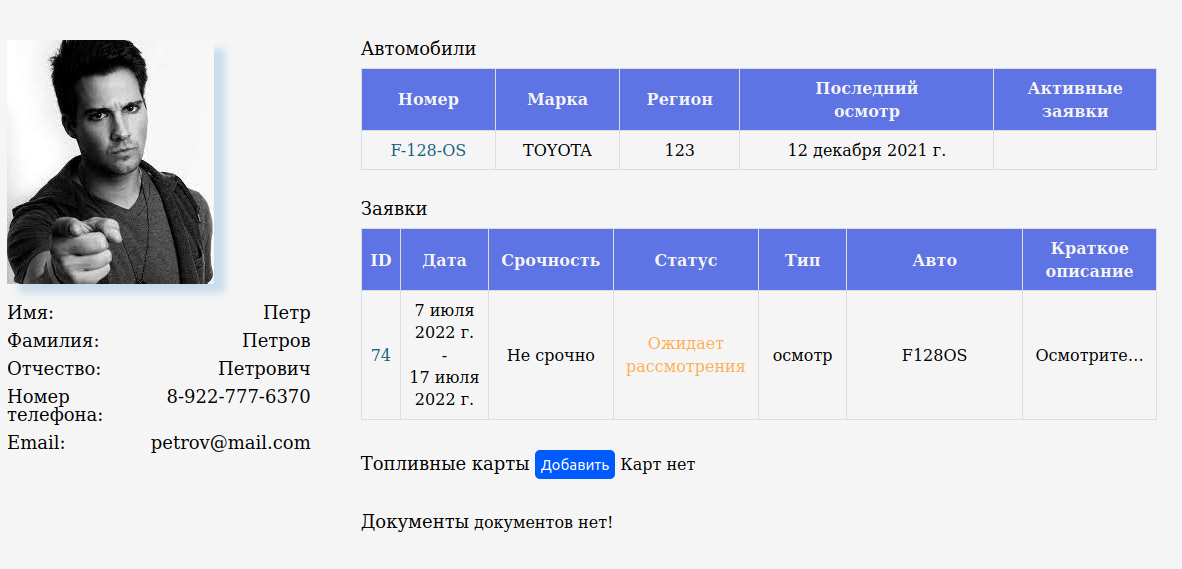 Имя: Петр
Фамилия: Петров
Отчество: Петрович
Номер телефона: 8-922-777-6370
Email: petrov@mail.com
Автомобили
Номер Марка Регион Последний осмотр Активные заявки
F-128-OS TOYOTA 123 12 декабря 2021 г.
Заявки
ID Дата Срочность Статус Тип Авто Краткое описание
74 7 июля 2022 г. - 17 июля 2022 г. Не срочно Ожидает рассмотрения осмотр F128OS Осмотрите...
Топливные карты Добавить Карт нет
Документы документов нет!